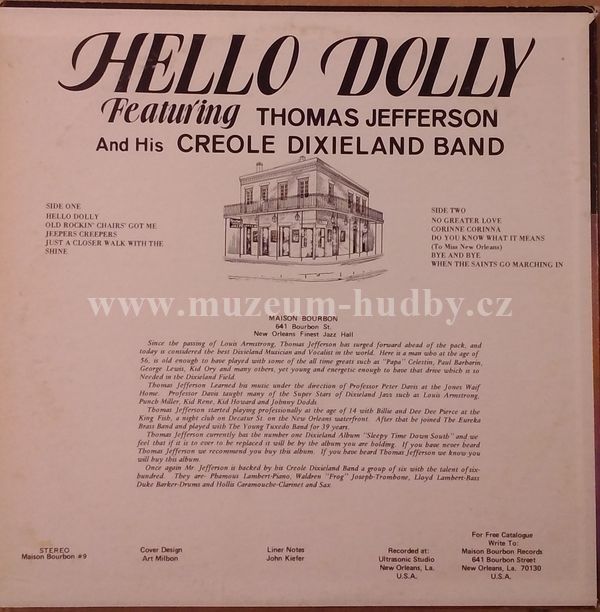 HELLO DOLLY
Featuring THOMAS JEFFERSON
And His CREOLE DIXIELAND BAND
SIDE ONE
HELLO DOLLY
OLD ROCKIN' CHAIRS' GOT ME
JEEPERS CREEPERS
JUST A CLOSER WALK WITH THE
SHINE
SIDE TWO
NO GREATER LOVE
CORINNE CORINNA
DO YOU KNOW WHAT IT MEANS
(To Miss New Orleans)
BYE AND BYE
WHEN THE SAINTS GO MARCHING IN
www.muzeum-hudby.cz
MAISON BOURBON
641 Bourbon St.
New Orleans Finest Jazz Hall
Since the passing of Louis Armstrong, Thomas Jefferson has surged forward ahead of the pack, and
today is considered the best Dixieland Musician and Vocalist in the world. Here is a man who at the age of
56, is old enough to have played with some of the all time greats such as "Papa" Celestin, Paul Barbarin,
George Lewis, Kid Ory and many others, yet young and energetic enough to have that drive which is so
Needed in the Dixieland Field.
Thomas Jefferson Learned his music under the direction of Professor Peter Davis at the Jones Waif
Home. Professor Davis taught many of the Super Stars of Dixieland Jazz such as Louis Armstrong,
Punch Miller, Kid Rene, Kid Howard and Johnny Dodds.
Thomas Jefferson started playing professionally at the age of 14 with Billie and Dee Dee Pierce at the
King Fish, a night club on Decatur St. on the New Orleans waterfront. After that he joined The Eureka
Brass Band and played with The Young Tuxedo Band for 39 years.
Thomas Jefferson currently has the number one Dixieland Album "Sleepy Time Down South" and we
feel that if it is to ever to be replaced it will be by the album you are holding. If you have never heard
Thomas Jefferson we recommend you buy this album. If you have heard Thomas Jefferson we know you
will buy this album.
Once again Mr. Jefferson is backed by his Creole Dixieland Band a group of six with the talent of six-
hundred. They are- Phamous Lambert-Piano, Waldren "Frog" Joseph-Trombone, Lloyd Lambert-Bass
Duke Barker-Drums and Hollis Caramouche-Clarinet and Sax.
STEREO
Maison Bourbon #9
Cover Design
Art Milbon
Liner Notes
John Kiefer
Recorded at:
Ultrasonic Studio
New Orleans, La.
U.S.A.
For Free Catalogue
Write To:
Maison Bourbon Records
641 Bourbon Street
New Orleans, La. 70130
U.S.A.